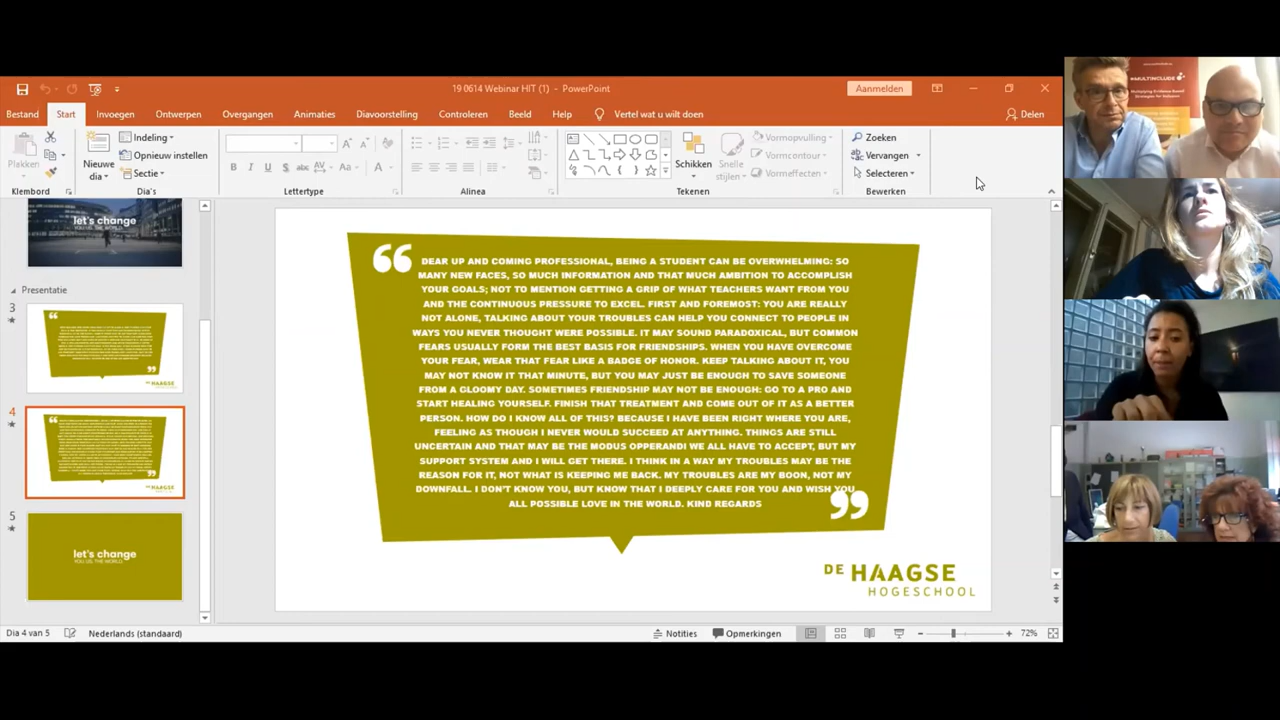 19 0614 Webinar HIT (1) - PowerPoint
Aanmelden
Bestand Start Invoegen Ontwerpen Overgangen Animaties Diavoorstelling Controleren Beeld Help Vertel wat u wilt doen Delen
Plakken
Nieuwe dia
Indeling
Opnieuw instellen
Sectie
Schikken
Snelle stijlen
Vormopvulling
Vormcontour
Vormeffecten
Zoeken
Vervangen
Selecteren
Klembord Dia's Lettertype Alinea Tekenen Bewerken
let's change
YOU. US. THE WORLD.
Presentatie
3
4
5
let's change
YOU. US. THE WORLD.
“
DEAR UP AND COMING PROFESSIONAL, BEING A STUDENT CAN BE OVERWHELMING: SO
MANY NEW FACES, SO MUCH INFORMATION AND THAT MUCH AMBITION TO ACCOMPLISH
YOUR GOALS; NOT TO MENTION GETTING A GRIP OF WHAT TEACHERS WANT FROM YOU
AND THE CONTINUOUS PRESSURE TO EXCEL. FIRST AND FOREMOST: YOU ARE REALLY
NOT ALONE, TALKING ABOUT YOUR TROUBLES CAN HELP YOU CONNECT TO PEOPLE IN
WAYS YOU NEVER THOUGHT WERE POSSIBLE. IT MAY SOUND PARADOXICAL, BUT COMMON
FEARS USUALLY FORM THE BEST BASIS FOR FRIENDSHIPS. WHEN YOU HAVE OVERCOME
YOUR FEAR, WEAR THAT FEAR LIKE A BADGE OF HONOR. KEEP TALKING ABOUT IT, YOU
MAY NOT KNOW IT THAT MINUTE, BUT YOU MAY JUST BE ENOUGH TO SAVE SOMEONE
FROM A GLOOMY DAY. SOMETIMES FRIENDSHIP MAY NOT BE ENOUGH: GO TO A PRO AND
START HEALING YOURSELF. FINISH THAT TREATMENT AND COME OUT OF IT AS A BETTER
PERSON. HOW DO I KNOW ALL OF THIS? BECAUSE I HAVE BEEN RIGHT WHERE YOU ARE,
FEELING AS THOUGH I NEVER WOULD SUCCEED AT ANYTHING. THINGS ARE STILL
UNCERTAIN AND THAT MAY BE THE MODUS OPPERANDI WE ALL HAVE TO ACCEPT, BUT MY
SUPPORT SYSTEM AND I WILL GET THERE. I THINK IN A WAY MY TROUBLES MAY BE THE
REASON FOR IT, NOT WHAT IS KEEPING ME BACK. MY TROUBLES ARE MY BOON, NOT MY
DOWNFALL. I DON'T KNOW YOU, BUT KNOW THAT I DEEPLY CARE FOR YOU AND WISH YOU
ALL POSSIBLE LOVE IN THE WORLD. KIND REGARDS
”
DE HAAGSE
HOGESCHOOL
#MULTINCLUDE
Dia 4 van 5 Nederlands (standaard) Notities Opmerkingen 72%